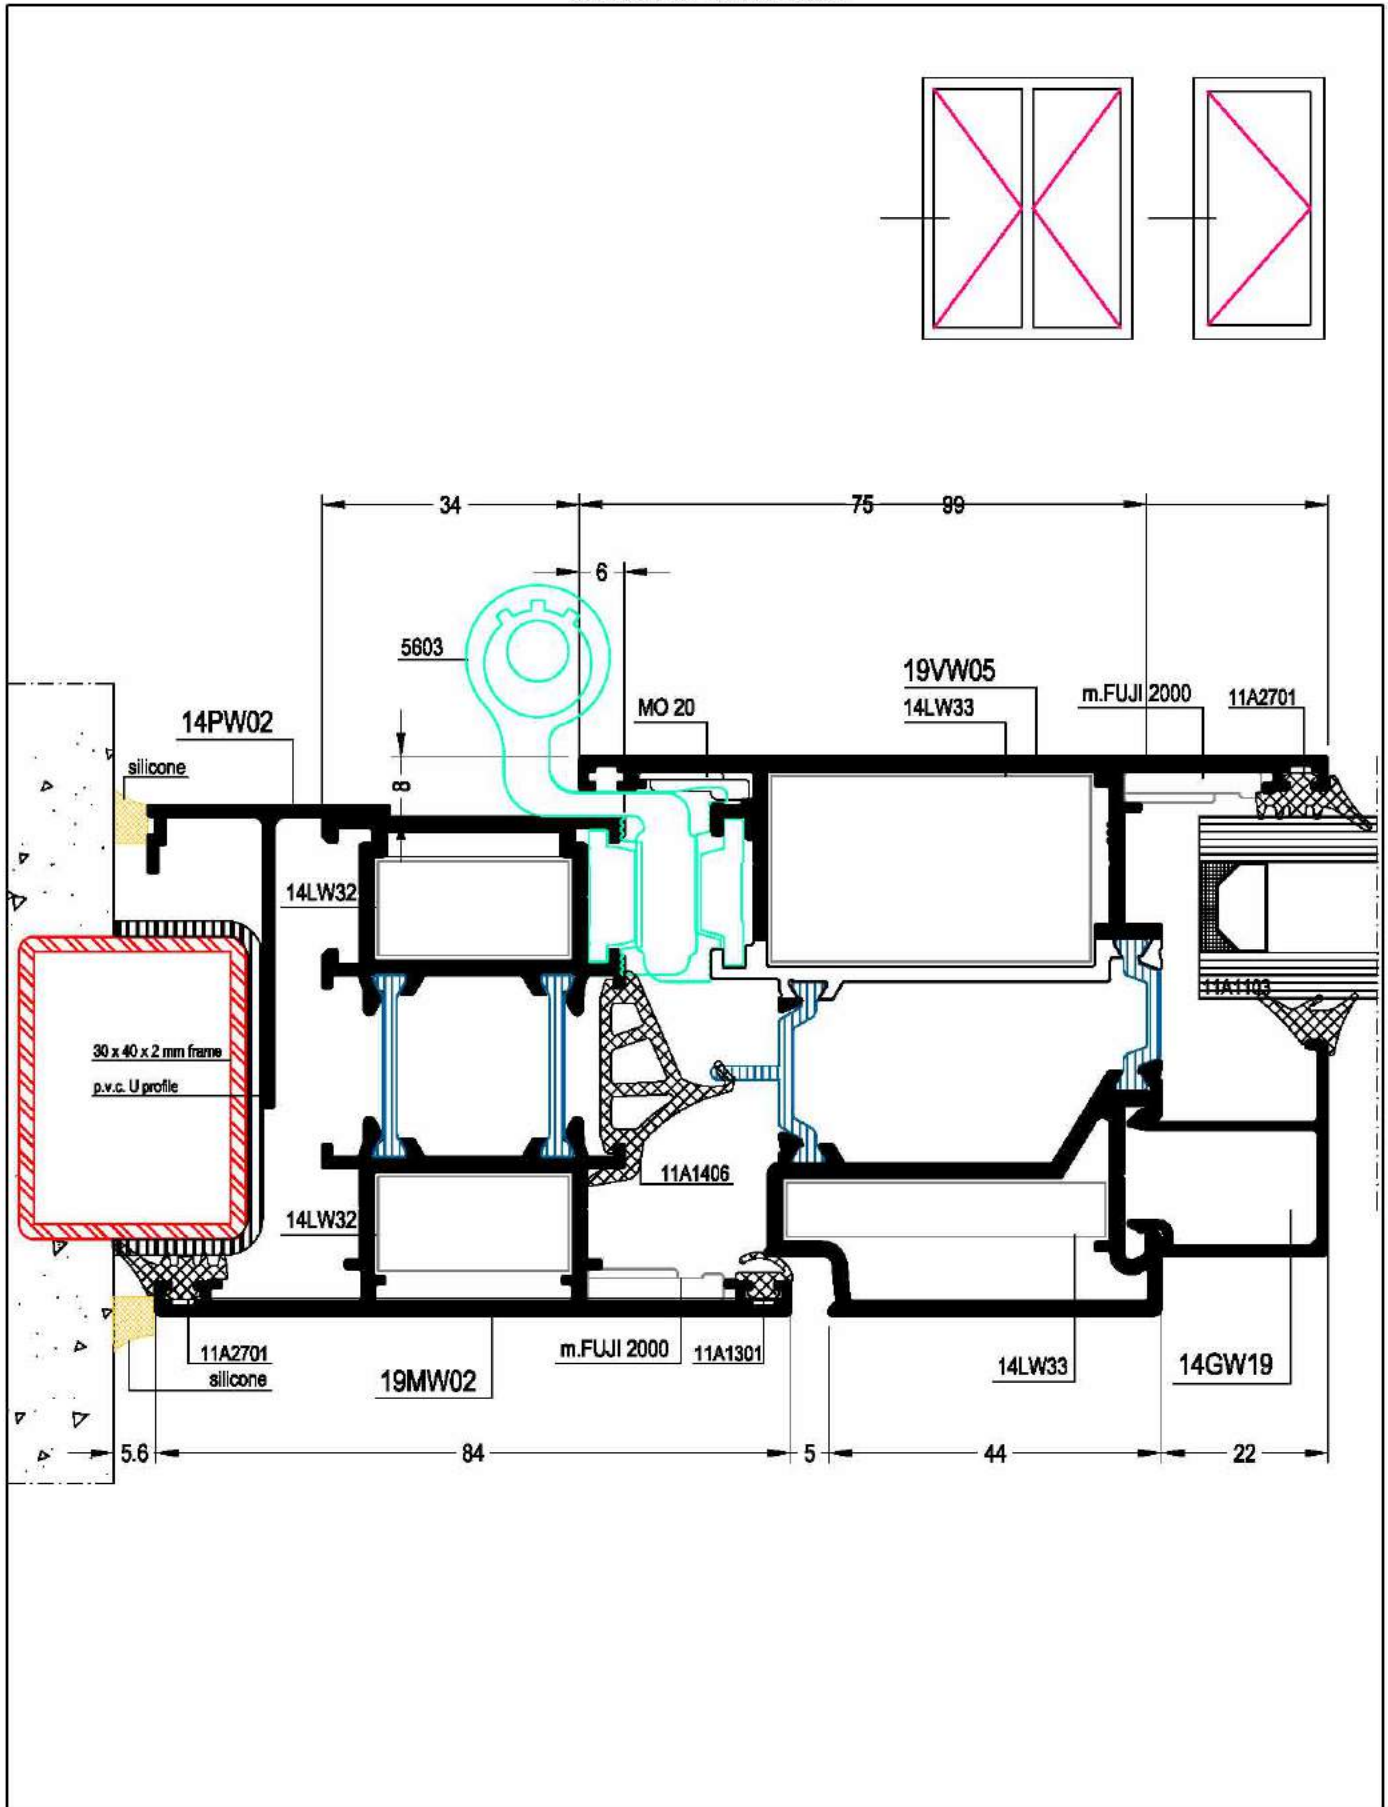 34
75
99
6
5603
19VW05
m.FUJI 2000
11A2701
MO 20
14LW33
14PW02
silicone
8
14LW32
11A1103
30 x 40 x 2 mm frame
p.v.c. U profile
11A1406
14LW32
11A2701
m.FUJI 2000
11A1301
silicone
19MW02
14LW33
14GW19
5.6
84
5
44
22